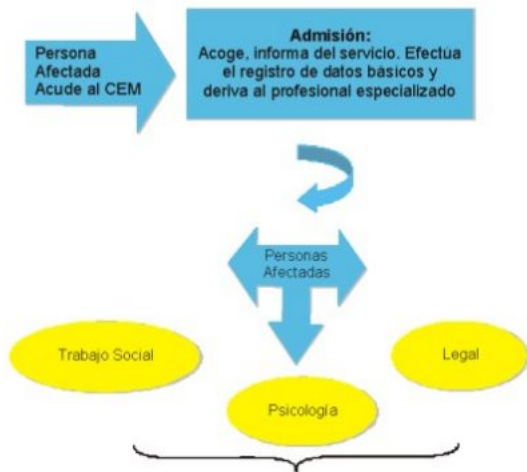 Persona
Afectada
Acude al CEM
Admisión:
Acoge, informa del servicio. Efectúa
el registro de datos básicos y
deriva al profesional especializado
Personas
Afectadas
Trabajo Social
Legal
Psicología